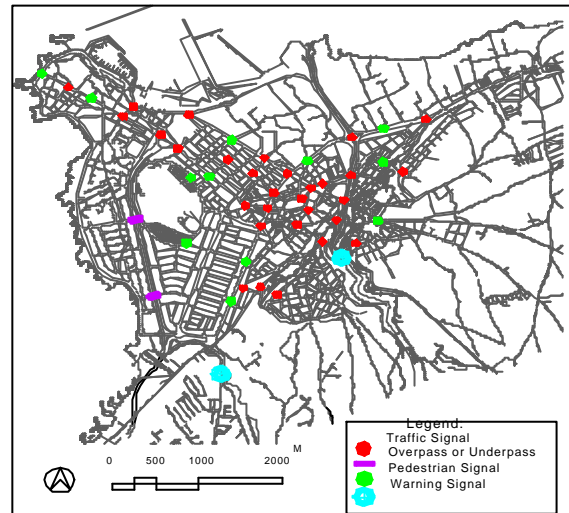 Legend:
Traffic Signal
Overpass or Underpass
Pedestrian Signal
Warning Signal
M
0 500 1000 2000